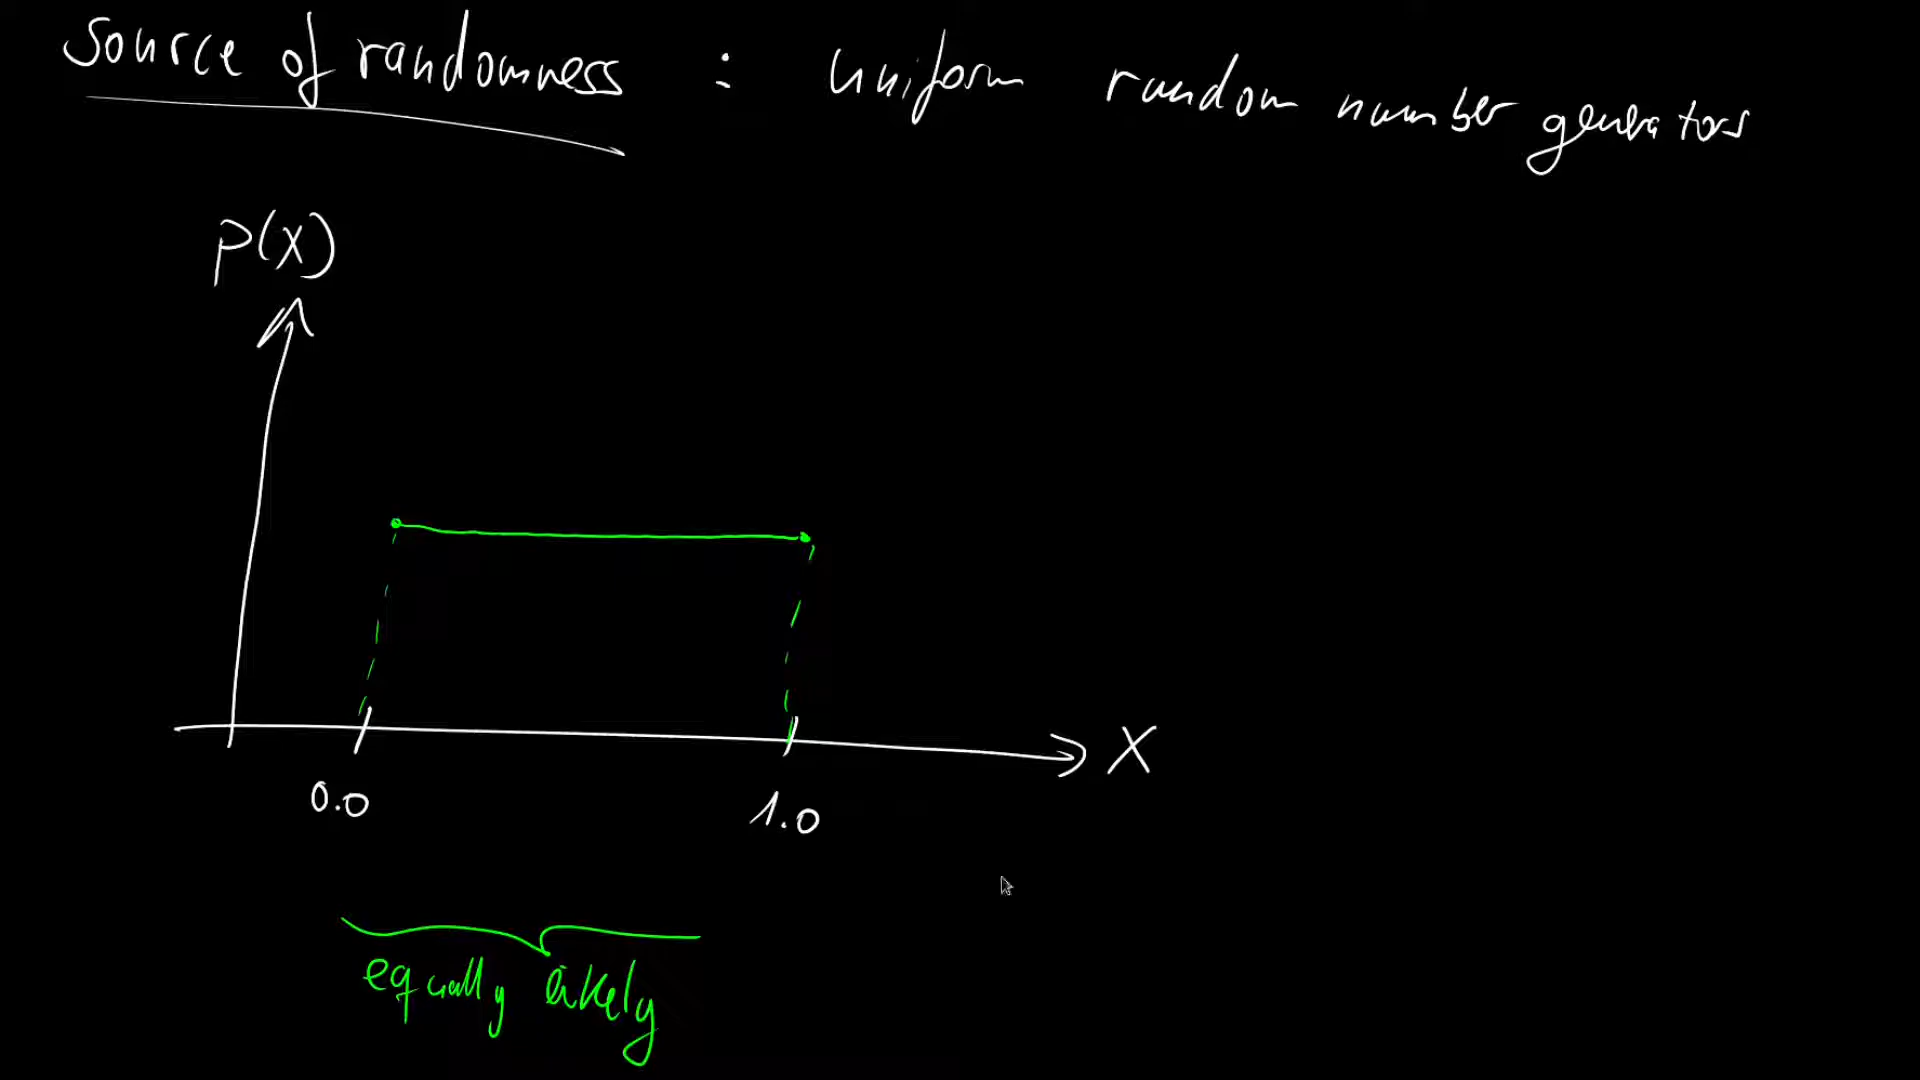 Source of randomness : uniform random number generators
p(X)
X
0.0
1.0
equally likely